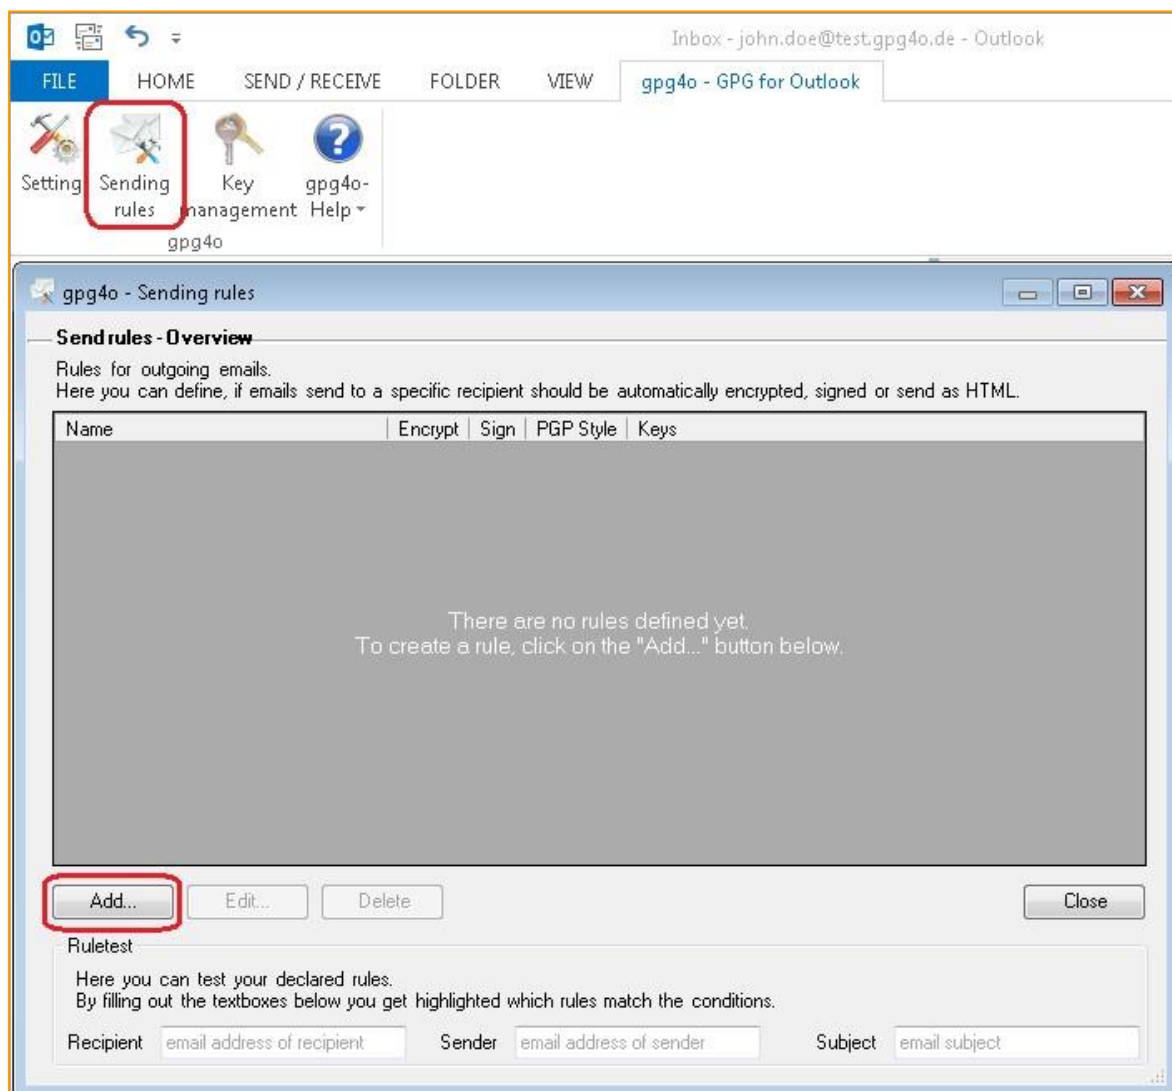 Inbox - john.doe@test.gpg4o.de - Outlook
FILE HOME SEND / RECEIVE FOLDER VIEW gpg4o - GPG for Outlook
Setting Sending Key gpg4o-
rules management Help
gpg4o
gpg4o - Sending rules
Send rules - Overview
Rules for outgoing emails.
Here you can define, if emails send to a specific recipient should be automatically encrypted, signed or send as HTML.
Name Encrypt Sign PGP Style Keys
There are no rules defined yet.
To create a rule, click on the "Add..." button below.
Add... Edit... Delete Close
Ruletest
Here you can test your declared rules.
By filling out the textboxes below you get highlighted which rules match the conditions.
Recipient email address of recipient Sender email address of sender Subject email subject